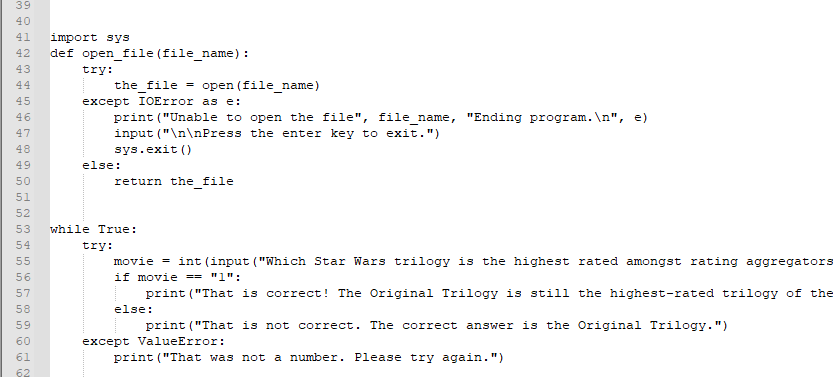 39
40
41 import sys
42 def open_file(file_name):
43     try:
44         the_file = open(file_name)
45     except IOError as e:
46         print("Unable to open the file", file_name, "Ending program.\n", e)
47         input("\n\nPress the enter key to exit.")
48         sys.exit()
49     else:
50         return the_file
51
52
53 while True:
54     try:
55         movie = int(input("Which Star Wars trilogy is the highest rated amongst rating aggregators
56         if movie == "1":
57             print("That is correct! The Original Trilogy is still the highest-rated trilogy of the
58         else:
59             print("That is not correct. The correct answer is the Original Trilogy.")
60     except ValueError:
61         print("That was not a number. Please try again.")
62